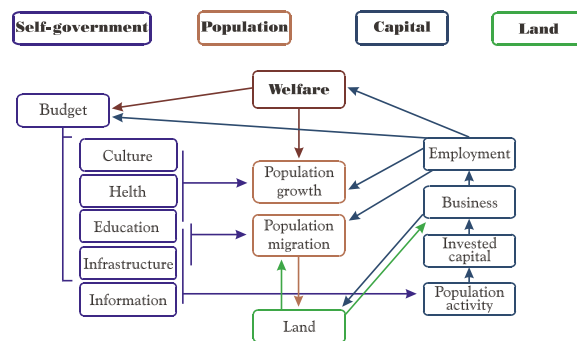 Self-government
Population
Capital
Land
Welfare
Budget
Culture
Helth
Education
Infrastructure
Information
Population
growth
Population
migration
Land
Employment
Business
Invested
capital
Population
activity